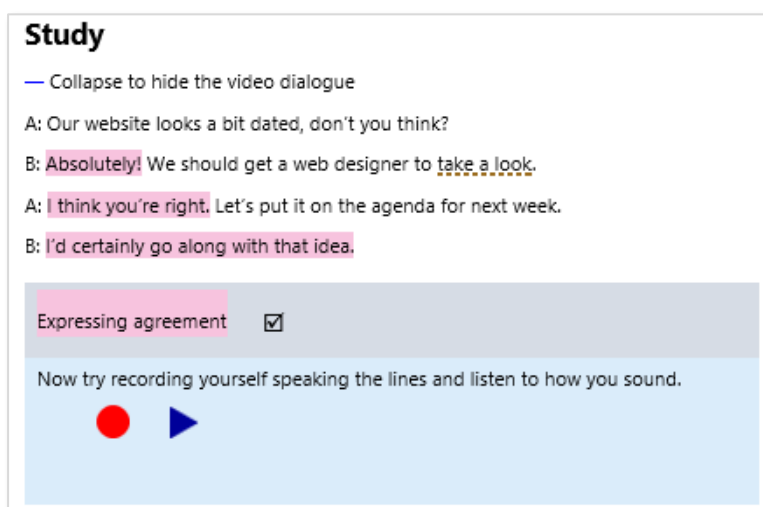 Study
— Collapse to hide the video dialogue
A: Our website looks a bit dated, don't you think?
B: Absolutely! We should get a web designer to take a look.
A: I think you're right. Let's put it on the agenda for next week.
B: I'd certainly go along with that idea.
Expressing agreement ☑
Now try recording yourself speaking the lines and listen to how you sound.